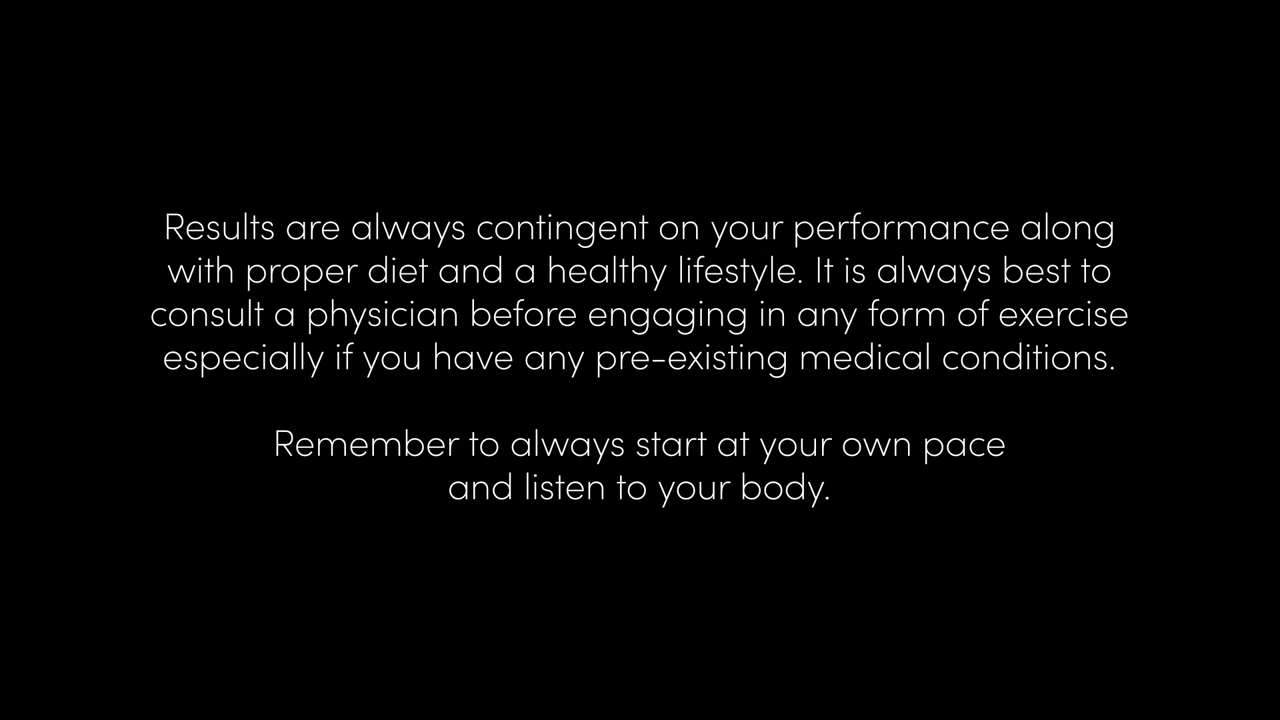 Results are always contingent on your performance along
with proper diet and a healthy lifestyle. It is always best to
consult a physician before engaging in any form of exercise
especially if you have any pre-existing medical conditions.
Remember to always start at your own pace
and listen to your body.